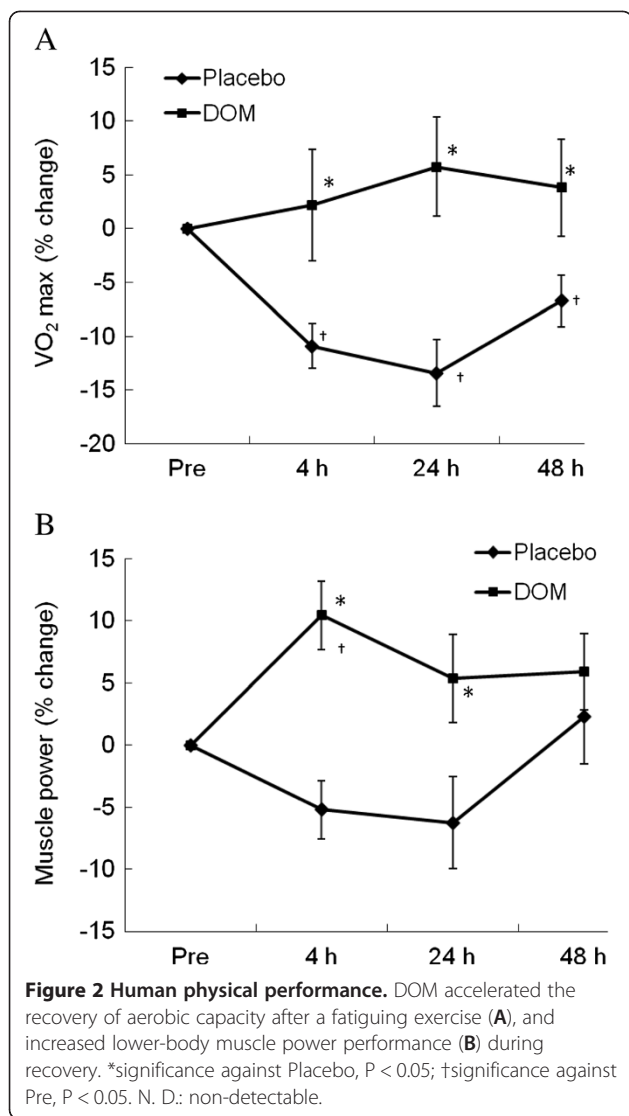 A
Placebo
DOM
VO₂ max (% change)
15
10
5
0
-5
-10
-15
-20
*
*
*
†
†
†
Pre 4 h 24 h 48 h
B
Placebo
DOM
Muscle power (% change)
15
10
5
0
-5
-10
-15
*
†
*
Pre 4 h 24 h 48 h
Figure 2 Human physical performance. DOM accelerated the
recovery of aerobic capacity after a fatiguing exercise (A), and
increased lower-body muscle power performance (B) during
recovery. *significance against Placebo, P < 0.05; †significance against
Pre, P < 0.05. N. D.: non-detectable.